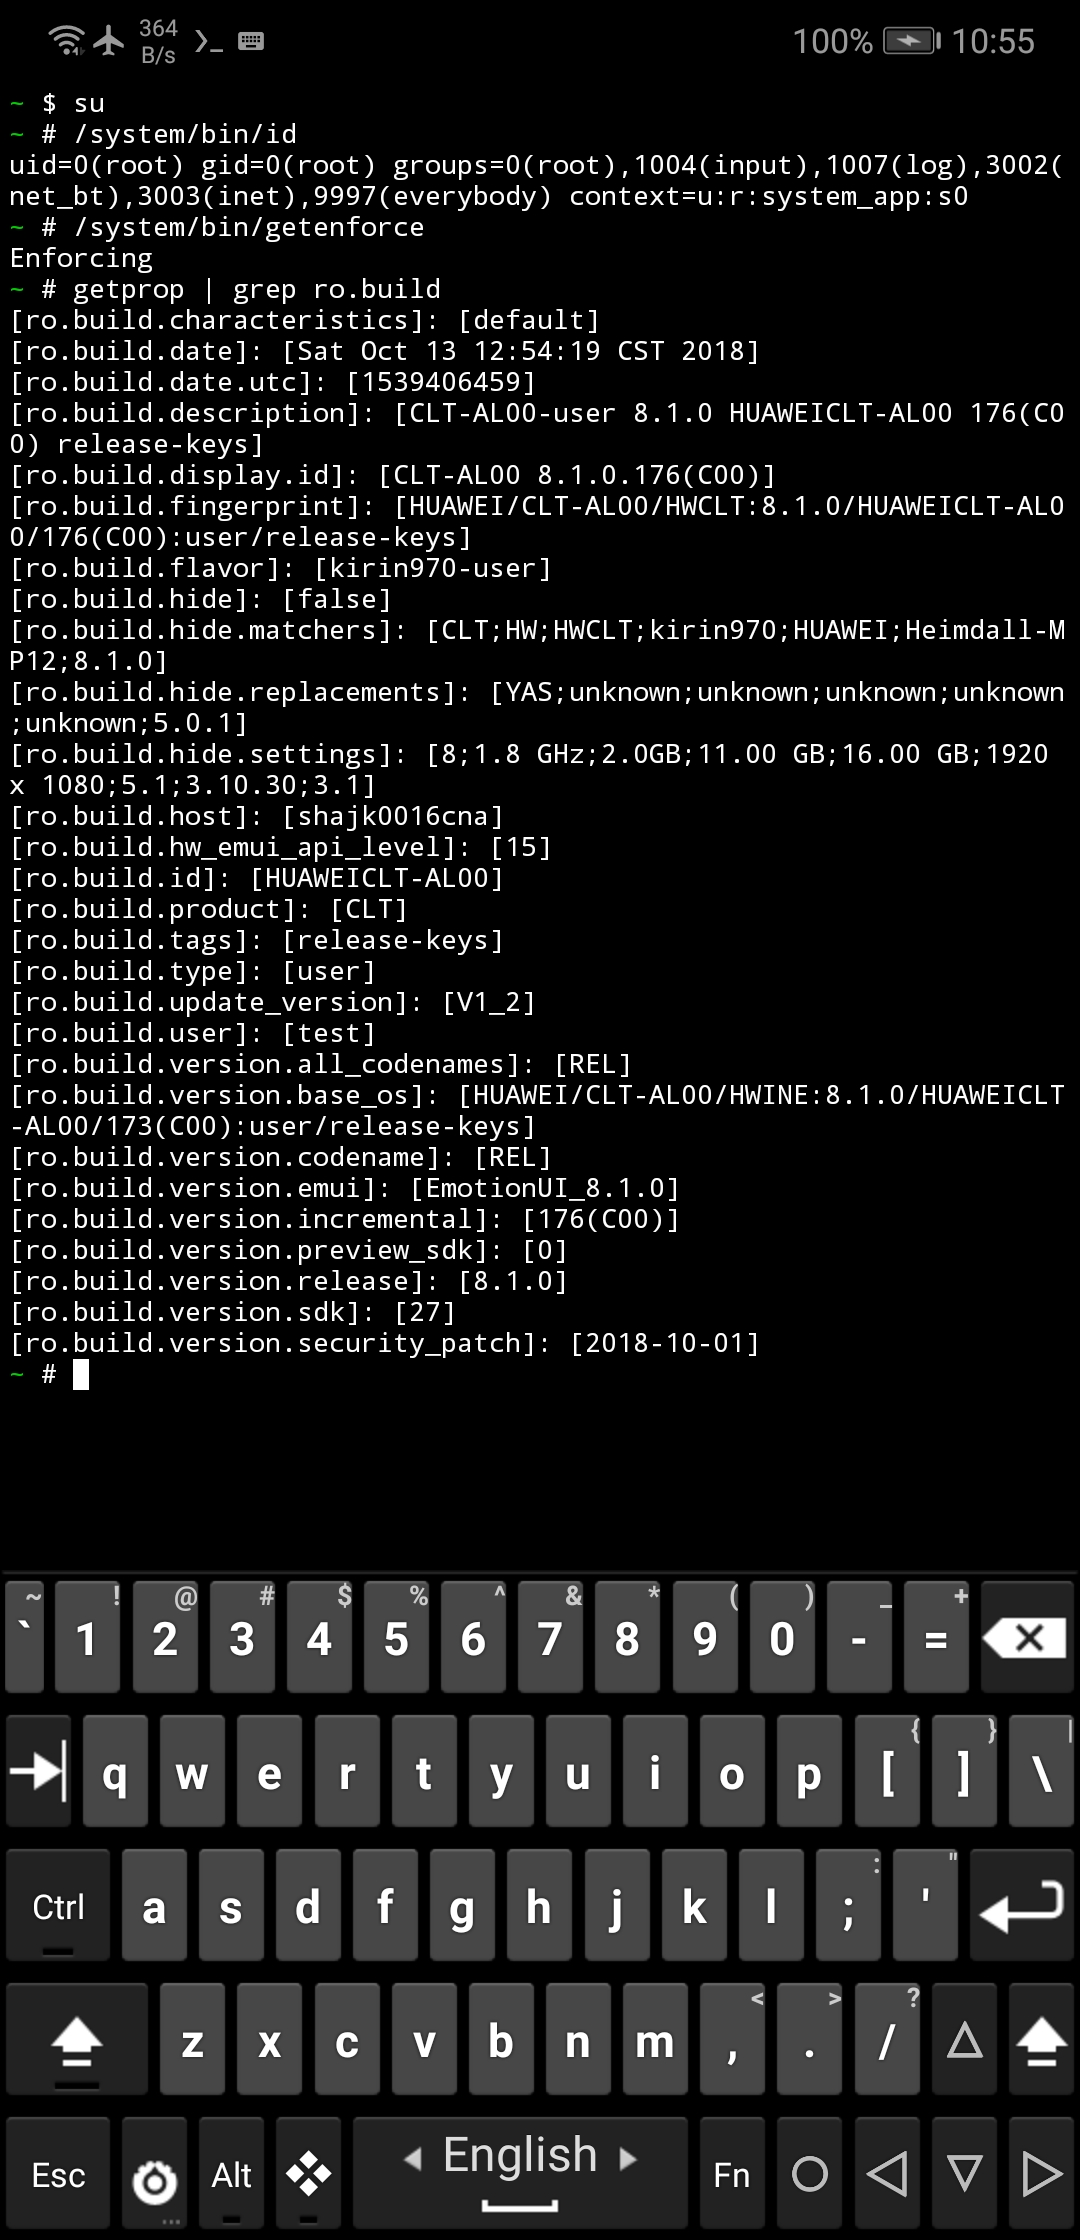 364
B/s
100%
10:55
~ $ su
~ # /system/bin/id
uid=0(root) gid=0(root) groups=0(root),1004(input),1007(log),3002(
net_bt),3003(inet),9997(everybody) context=u:r:system_app:s0
~ # /system/bin/getenforce
Enforcing
~ # getprop | grep ro.build
[ro.build.characteristics]: [default]
[ro.build.date]: [Sat Oct 13 12:54:19 CST 2018]
[ro.build.date.utc]: [1539406459]
[ro.build.description]: [CLT-AL00-user 8.1.0 HUAWEICLT-AL00 176(C0
0) release-keys]
[ro.build.display.id]: [CLT-AL00 8.1.0.176(C00)]
[ro.build.fingerprint]: [HUAWEI/CLT-AL00/HWCLT:8.1.0/HUAWEICLT-AL0
0/176(C00):user/release-keys]
[ro.build.flavor]: [kirin970-user]
[ro.build.hide]: [false]
[ro.build.hide.matchers]: [CLT;HW;HWCLT;kirin970;HUAWEI;Heimdall-M
P12;8.1.0]
[ro.build.hide.replacements]: [YAS;unknown;unknown;unknown;unknown
;unknown;5.0.1]
[ro.build.hide.settings]: [8;1.8 GHz;2.0GB;11.00 GB;16.00 GB;1920
x 1080;5.1;3.10.30;3.1]
[ro.build.host]: [shajk0016cna]
[ro.build.hw_emui_api_level]: [15]
[ro.build.id]: [HUAWEICLT-AL00]
[ro.build.product]: [CLT]
[ro.build.tags]: [release-keys]
[ro.build.type]: [user]
[ro.build.update_version]: [V1_2]
[ro.build.user]: [test]
[ro.build.version.all_codenames]: [REL]
[ro.build.version.base_os]: [HUAWEI/CLT-AL00/HWINE:8.1.0/HUAWEICLT
-AL00/173(C00):user/release-keys]
[ro.build.version.codename]: [REL]
[ro.build.version.emui]: [EmotionUI_8.1.0]
[ro.build.version.incremental]: [176(C00)]
[ro.build.version.preview_sdk]: [0]
[ro.build.version.release]: [8.1.0]
[ro.build.version.sdk]: [27]
[ro.build.version.security_patch]: [2018-10-01]
~ #
~ ! @ # $ % ^ & * ( ) _ +
` 1 2 3 4 5 6 7 8 9 0 - =
{ } |
q w e r t y u i o p [ ] \
: "
Ctrl a s d f g h j k l ; '
< > ?
z x c v b n m , . /
Esc Alt English Fn